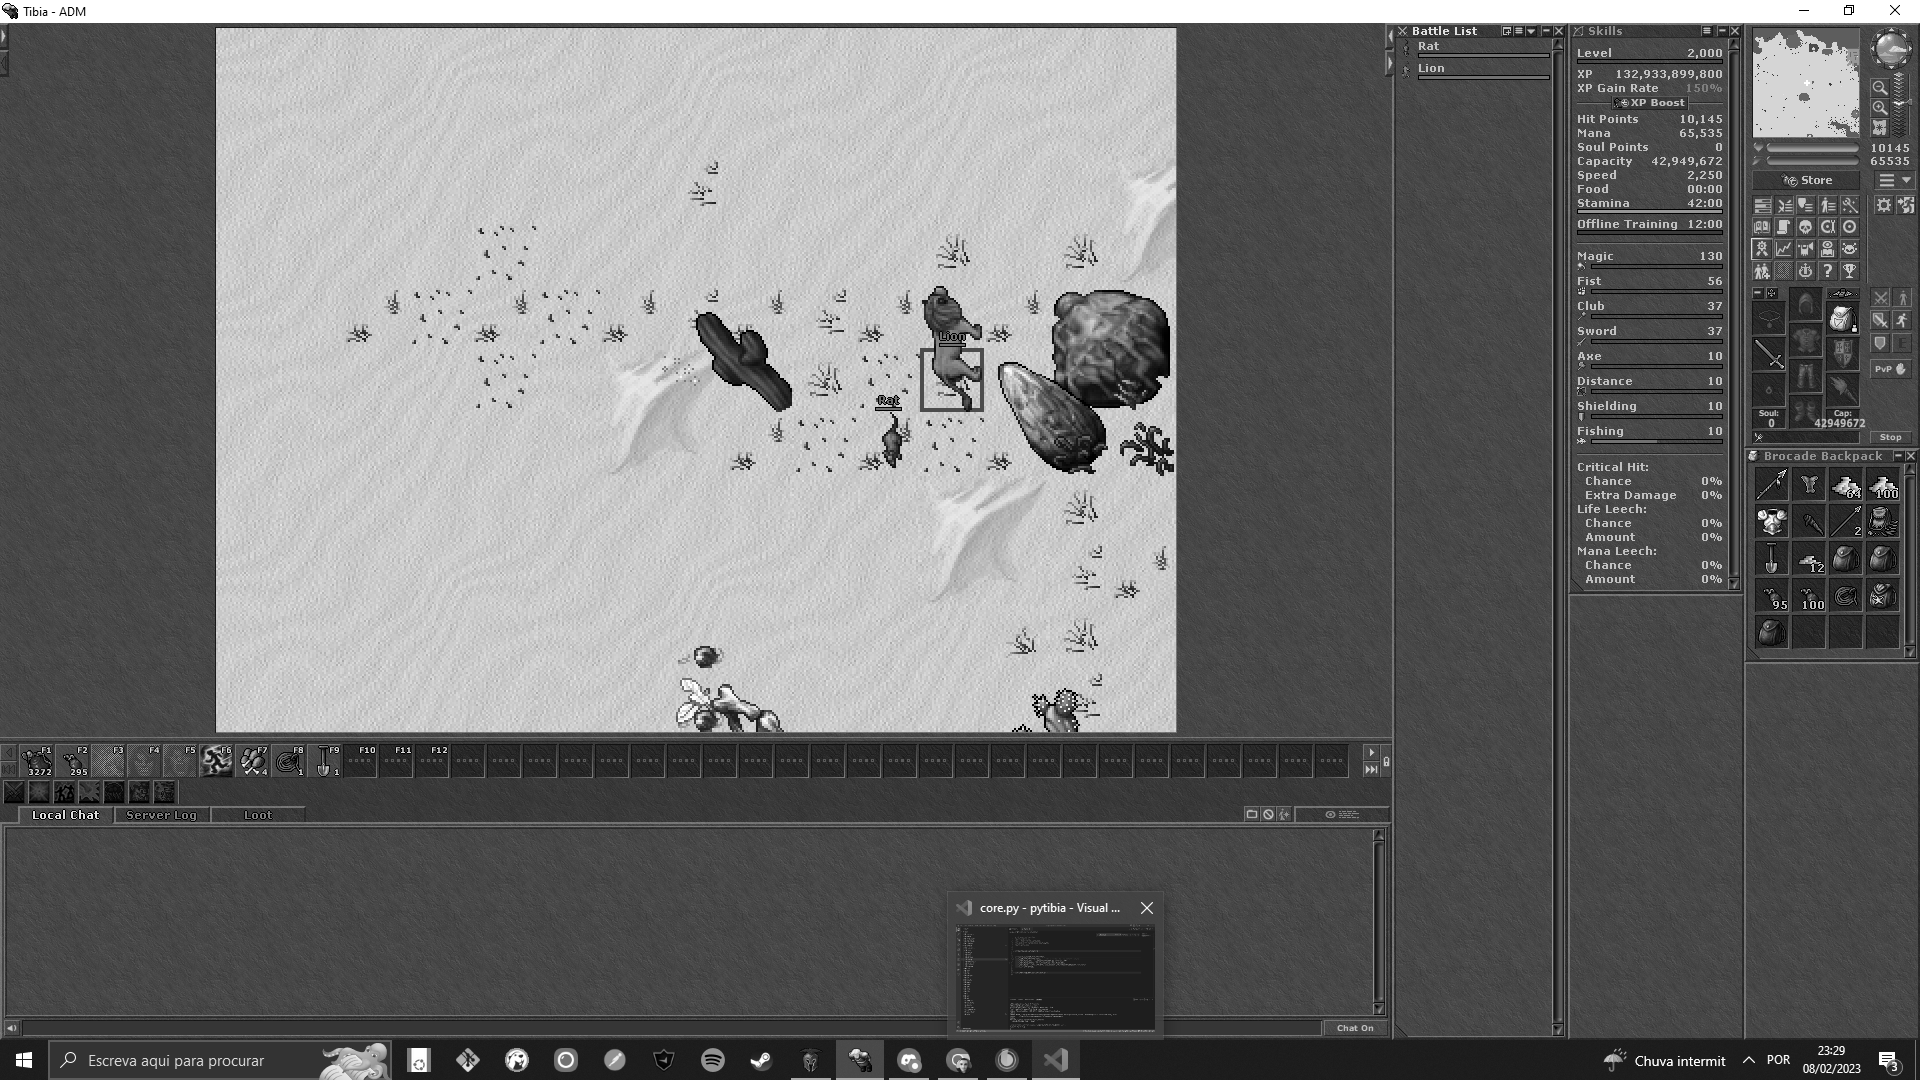 Tibia - ADM
Lion
Rat
Battle List
Rat
Lion
Skills
Level 2,000
XP 132,933,899,800
XP Gain Rate 150%
XP Boost
Hit Points 10,145
Mana 65,535
Soul Points 0
Capacity 42,949,672
Speed 2,250
Food 00:00
Stamina 42:00
Offline Training 12:00
Magic 130
Fist 56
Club 37
Sword 37
Axe 10
Distance 10
Shielding 10
Fishing 10
Critical Hit:
Chance 0%
Extra Damage 0%
Life Leech:
Chance 0%
Amount 0%
Mana Leech:
Chance 0%
Amount 0%
10145
65535
Store
PvP
Soul: 0
Cap: 42949672
Stop
Brocade Backpack
64 100
2
12
95 100
F1 F2 F3 F4 F5 F6 F7 F8 F9 F10 F11 F12
3272 295 4 1 1
Local Chat Server Log Loot
Chat On
core.py - pytibia - Visual ...
Escreva aqui para procurar
Chuva intermit
POR
23:29
08/02/2023
3